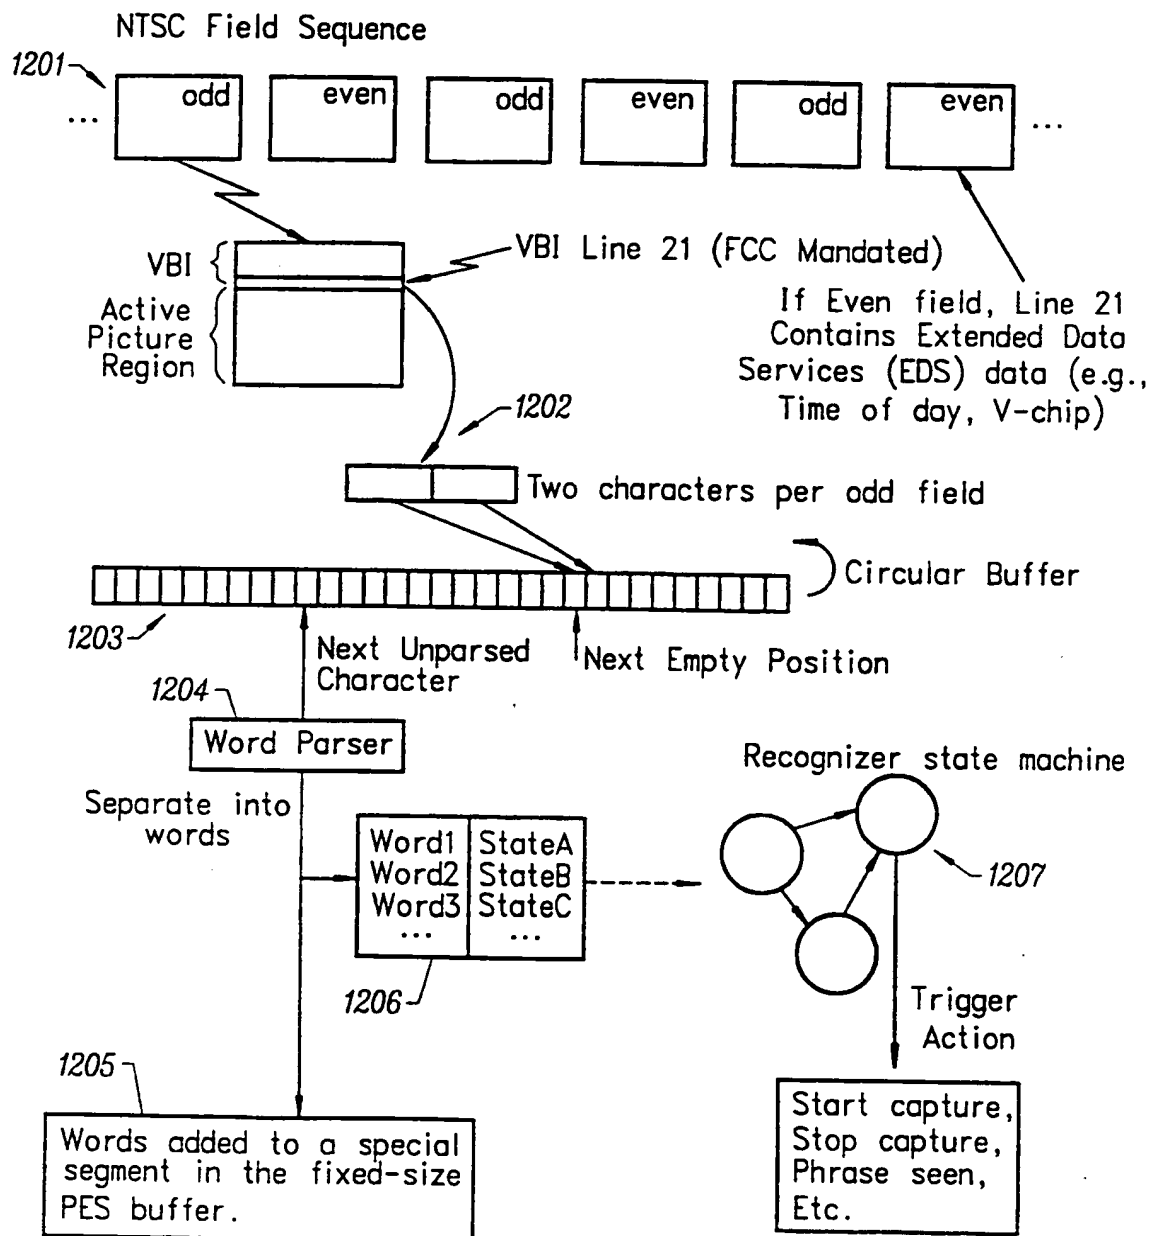 NTSC Field Sequence
1201
odd even odd even odd even
... ...
VBI
VBI Line 21 (FCC Mandated)
Active
Picture
Region
If Even field, Line 21
Contains Extended Data
Services (EDS) data (e.g.,
Time of day, V-chip)
1202
Two characters per odd field
Circular Buffer
1203
Next Unparsed
Character
Next Empty Position
1204
Word Parser
Separate into
words
Word1 StateA
Word2 StateB
Word3 StateC
... ...
1206
Recognizer state machine
1207
Trigger
Action
1205
Words added to a special
segment in the fixed-size
PES buffer.
Start capture,
Stop capture,
Phrase seen,
Etc.